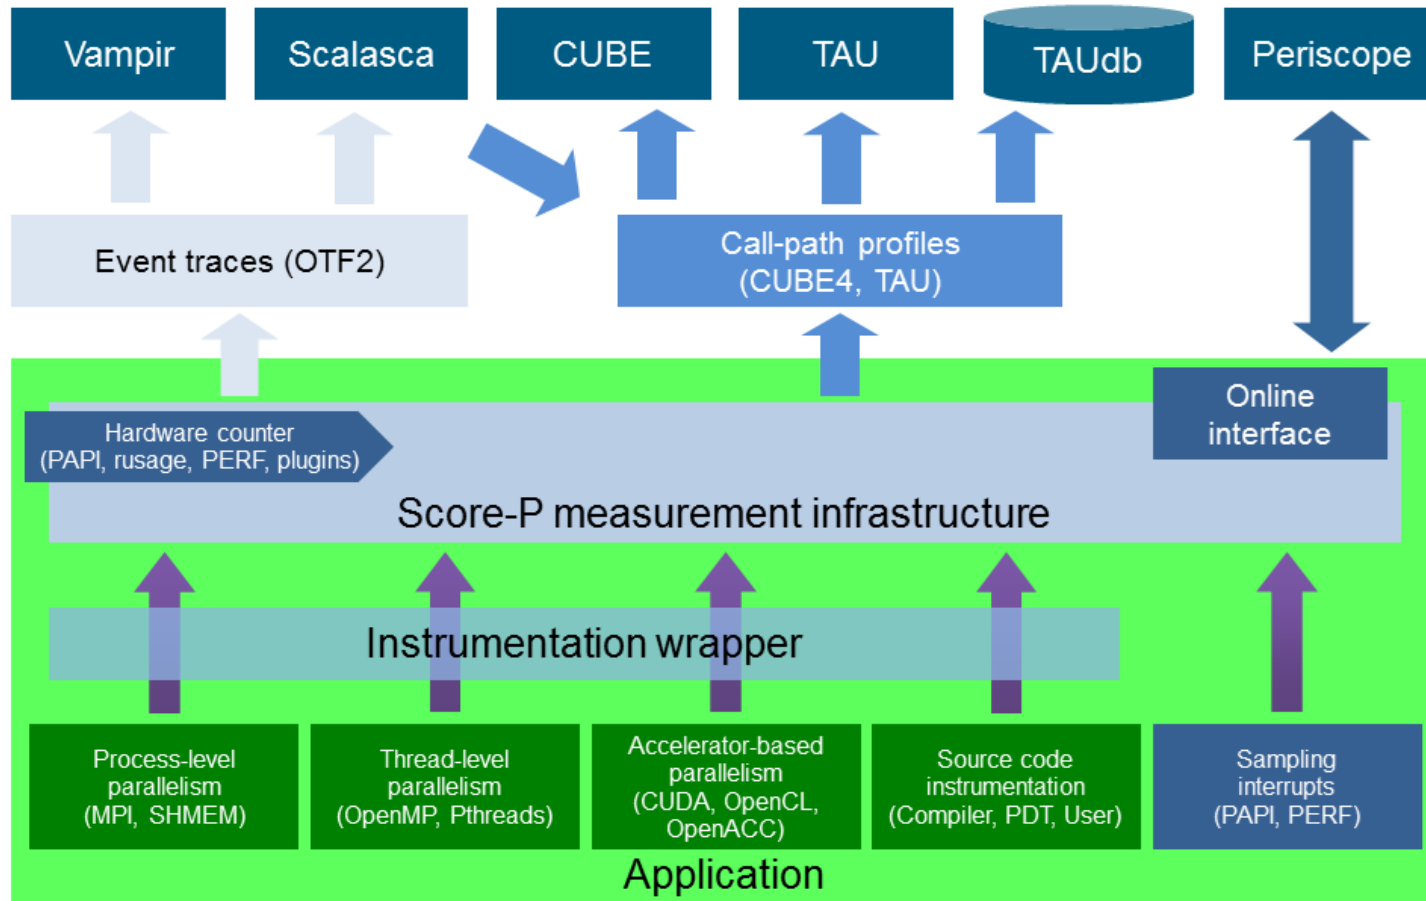 Vampir
Scalasca
CUBE
TAU
TAUdb
Periscope
Event traces (OTF2)
Call-path profiles
(CUBE4, TAU)
Online
interface
Hardware counter
(PAPI, rusage, PERF, plugins)
Score-P measurement infrastructure
Instrumentation wrapper
Process-level
parallelism
(MPI, SHMEM)
Thread-level
parallelism
(OpenMP, Pthreads)
Accelerator-based
parallelism
(CUDA, OpenCL,
OpenACC)
Source code
instrumentation
(Compiler, PDT, User)
Sampling
interrupts
(PAPI, PERF)
Application